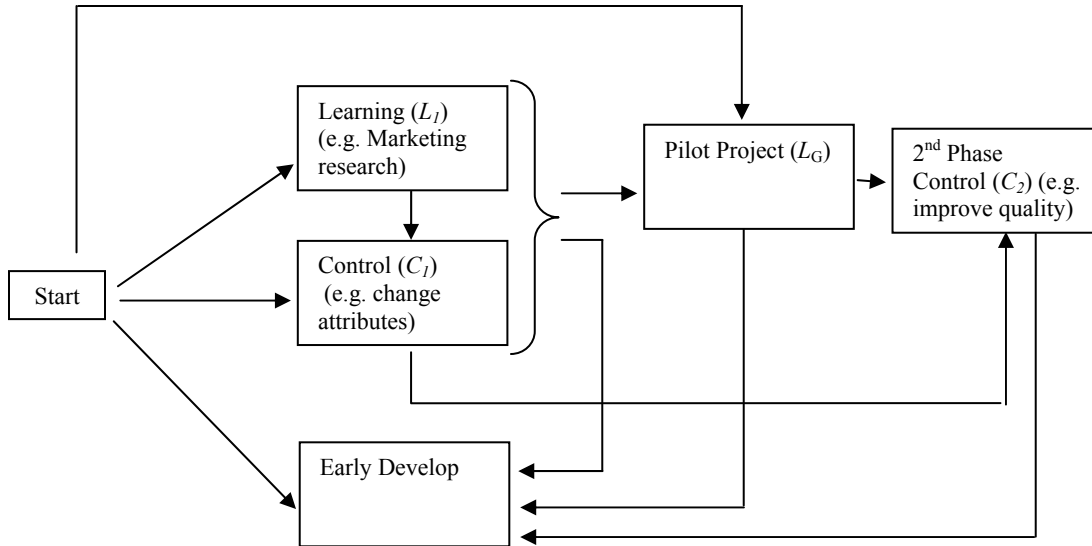 Learning (L1)
(e.g. Marketing
research)
Pilot Project (LG)
2nd Phase
Control (C2) (e.g.
improve quality)
Start
Control (C1)
(e.g. change
attributes)
Early Develop